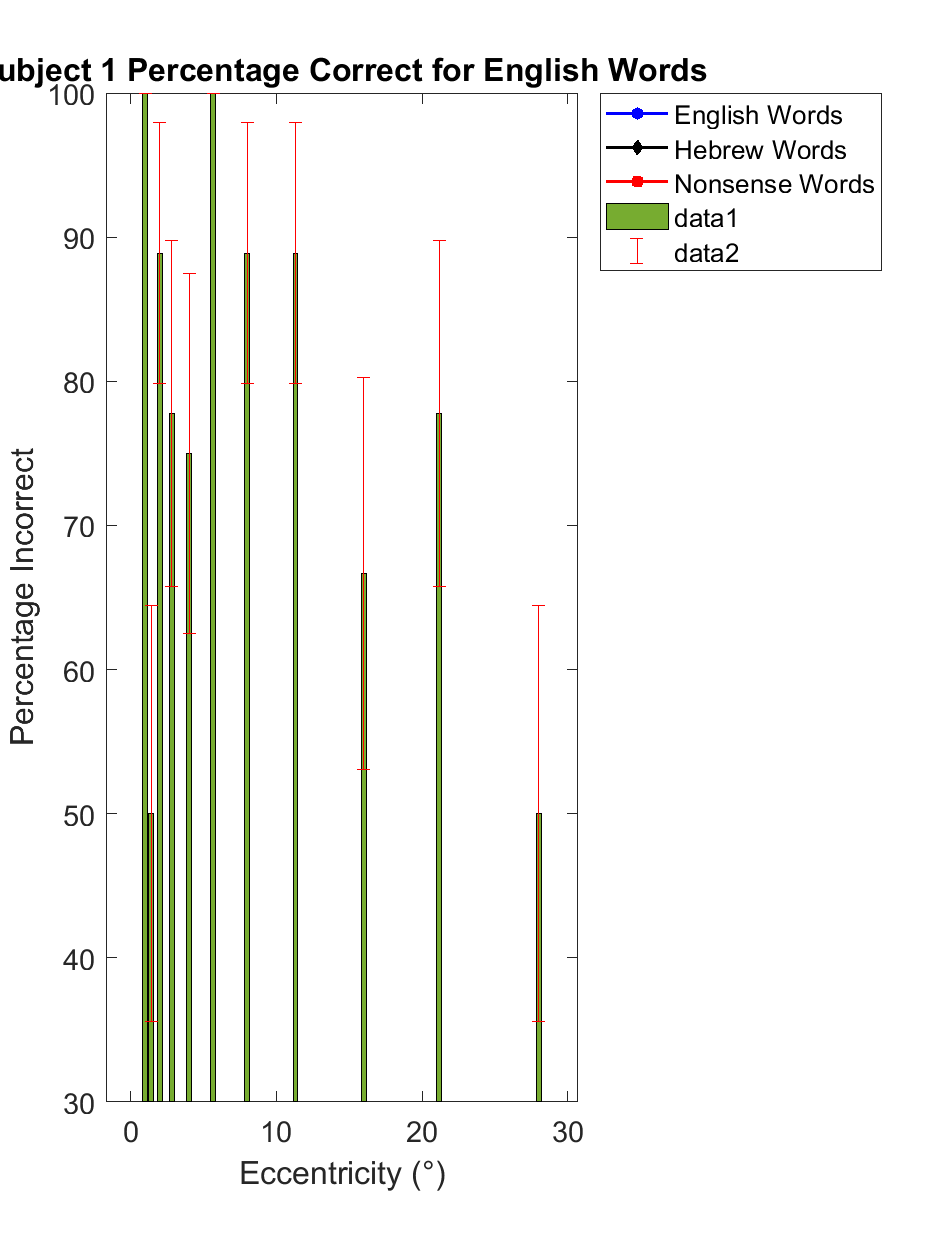 ubject 1 Percentage Correct for English Words
100
90
80
70
60
50
40
30
Percentage Incorrect
0 10 20 30
Eccentricity (°)
English Words
Hebrew Words
Nonsense Words
data1
data2